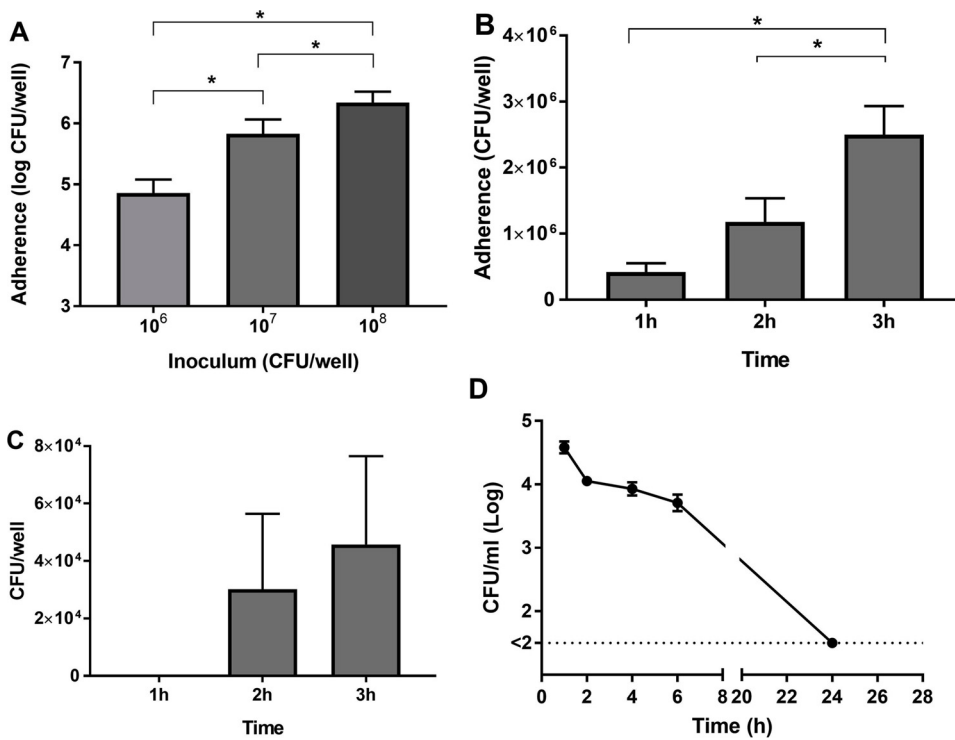 A
*
*
*
Adherence (log CFU/well)
7
6
5
4
3
10⁶ 10⁷ 10⁸
Inoculum (CFU/well)
B
*
*
Adherence (CFU/well)
4×10⁶
3×10⁶
2×10⁶
1×10⁶
0
1h 2h 3h
Time
C
CFU/well
8×10⁴
6×10⁴
4×10⁴
2×10⁴
0
1h 2h 3h
Time
D
CFU/ml (Log)
5
4
3
2
<2
0 2 4 6 8 20 22 24 26 28
Time (h)